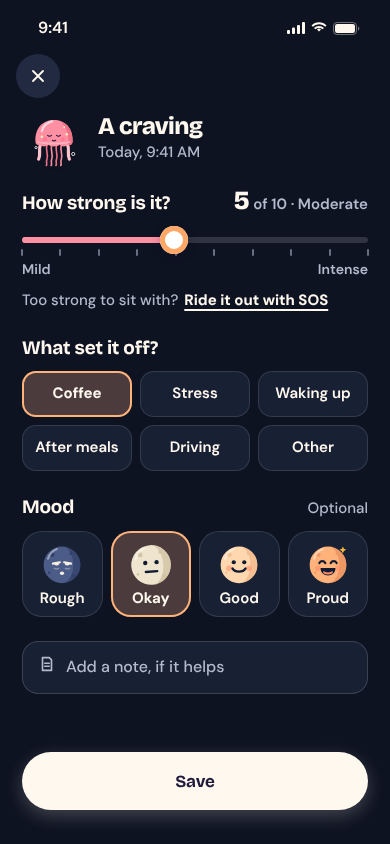 9:41
A craving
Today, 9:41 AM
How strong is it? 5 of 10 · Moderate
Mild Intense
Too strong to sit with? Ride it out with SOS
What set it off?
Coffee Stress Waking up
After meals Driving Other
Mood Optional
Rough Okay Good Proud
Add a note, if it helps
Save